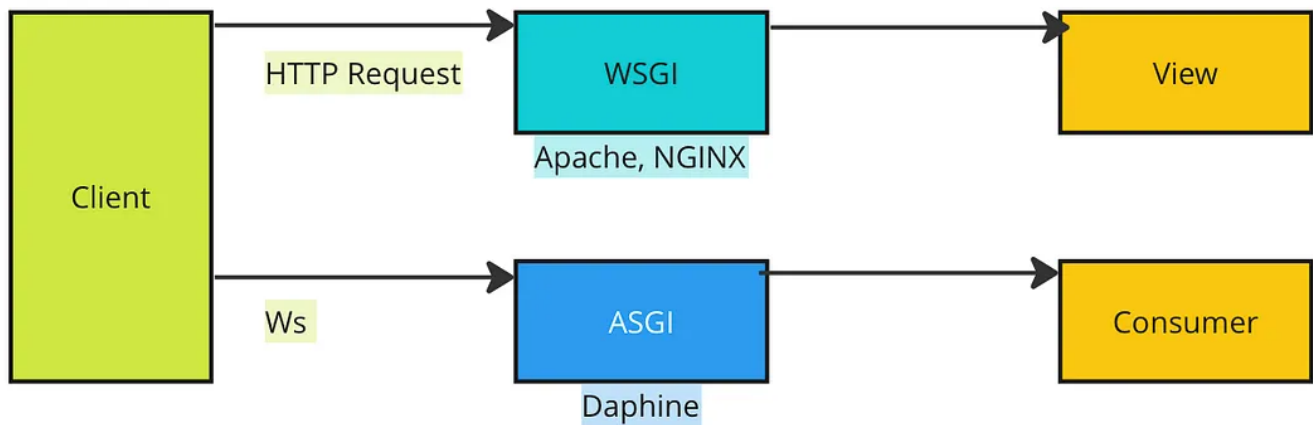 Client
HTTP Request
WSGI
Apache, NGINX
View
Ws
ASGI
Daphine
Consumer